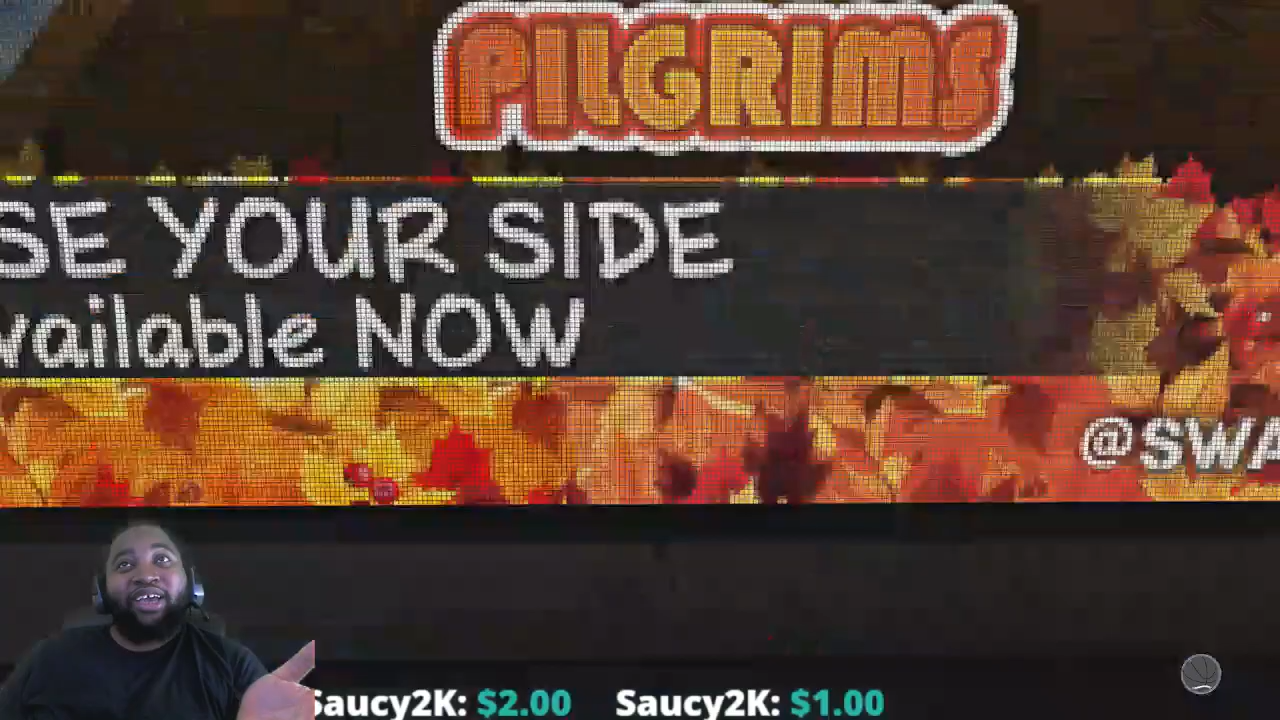 PILGRIMS
SE YOUR SIDE
vailable NOW
@SWA
Saucy2K: $2.00 Saucy2K: $1.00